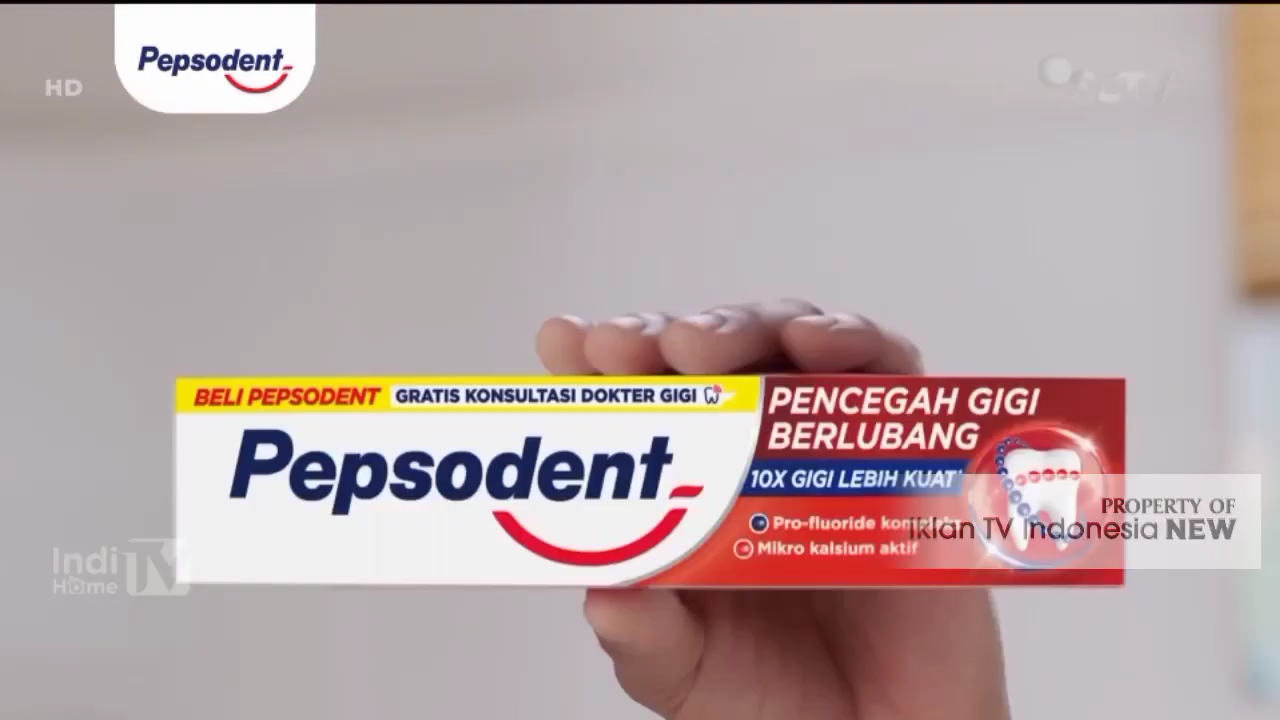 Pepsodent
HD
BELI PEPSODENT GRATIS KONSULTASI DOKTER GIGI
Pepsodent
PENCEGAH GIGI
BERLUBANG
10X GIGI LEBIH KUAT
Pro-fluoride
Mikro kalsium aktif
PROPERTY OF
Iklan TV Indonesia NEW
Indi
Home
TV